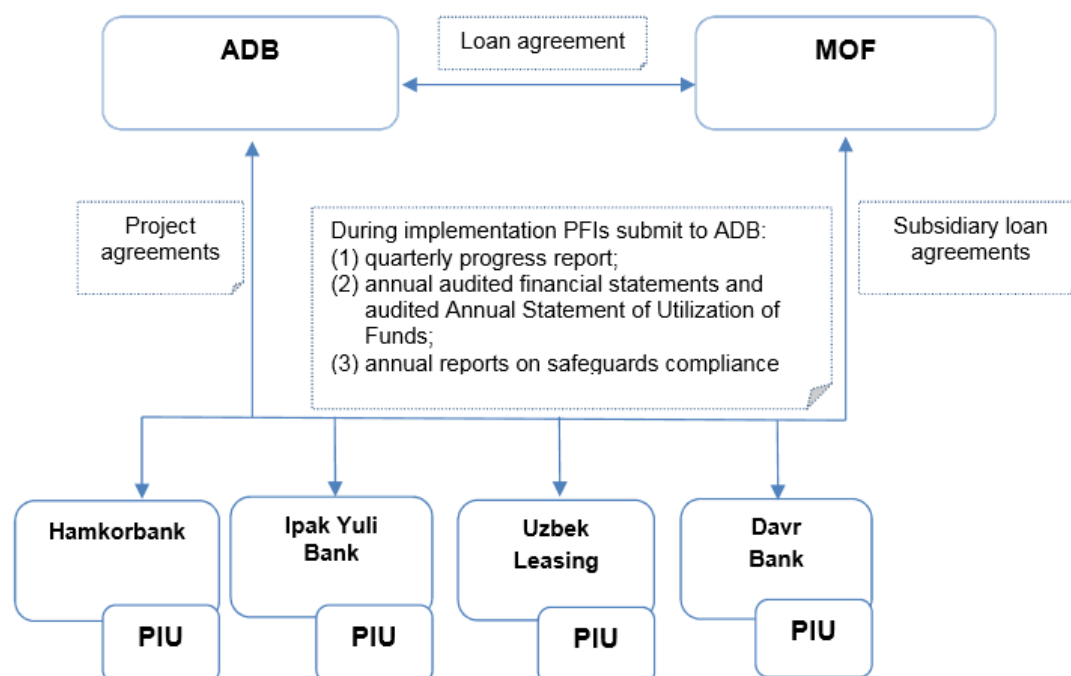 ADB
Loan agreement
MOF
Project
agreements
During implementation PFIs submit to ADB:
(1) quarterly progress report;
(2) annual audited financial statements and
audited Annual Statement of Utilization of
Funds;
(3) annual reports on safeguards compliance
Subsidiary loan
agreements
Hamkorbank
Ipak Yuli
Bank
Uzbek
Leasing
Davr
Bank
PIU
PIU
PIU
PIU